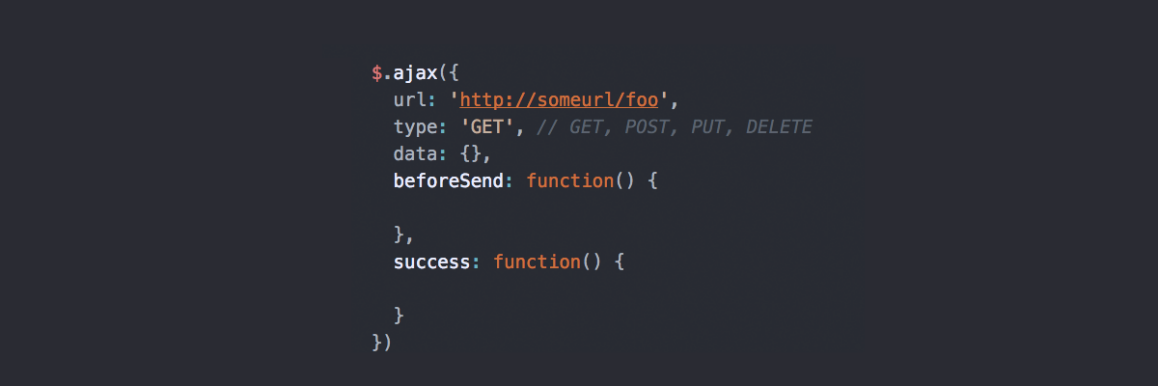 $.ajax({
url: 'http://someurl/foo',
type: 'GET', // GET, POST, PUT, DELETE
data: {},
beforeSend: function() {
},
success: function() {
}
})